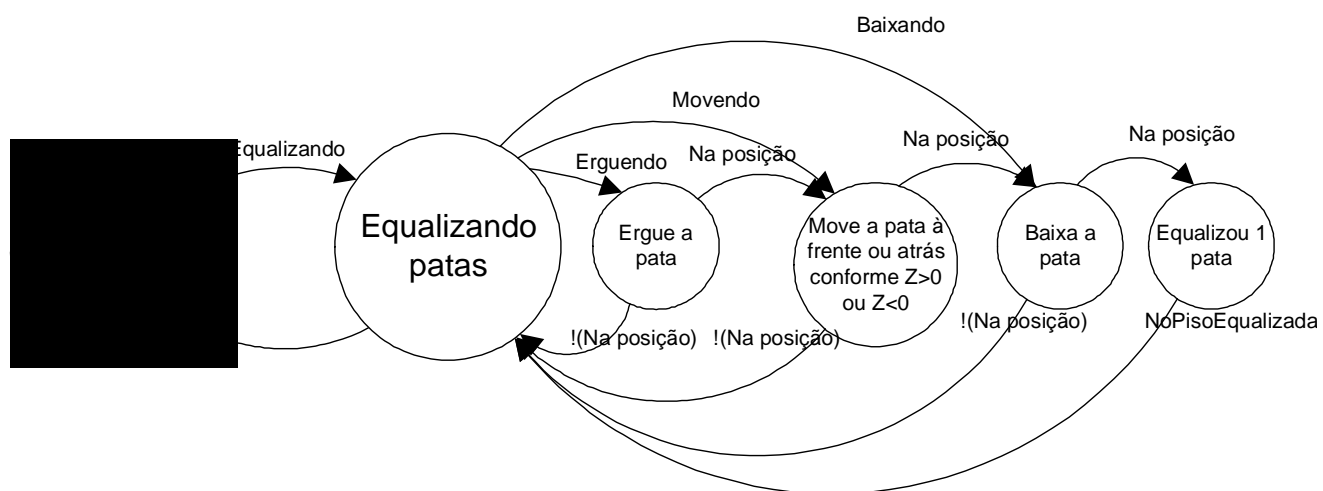 Baixando
Movendo
Equalizando
Erguendo
Na posição
Na posição
Na posição
Equalizando
patas
Ergue a
pata
Move a pata à
frente ou atrás
conforme Z>0
ou Z<0
Baixa a
pata
Equalizou 1
pata
!(Na posição)
!(Na posição)
!(Na posição)
NoPisoEqualizada